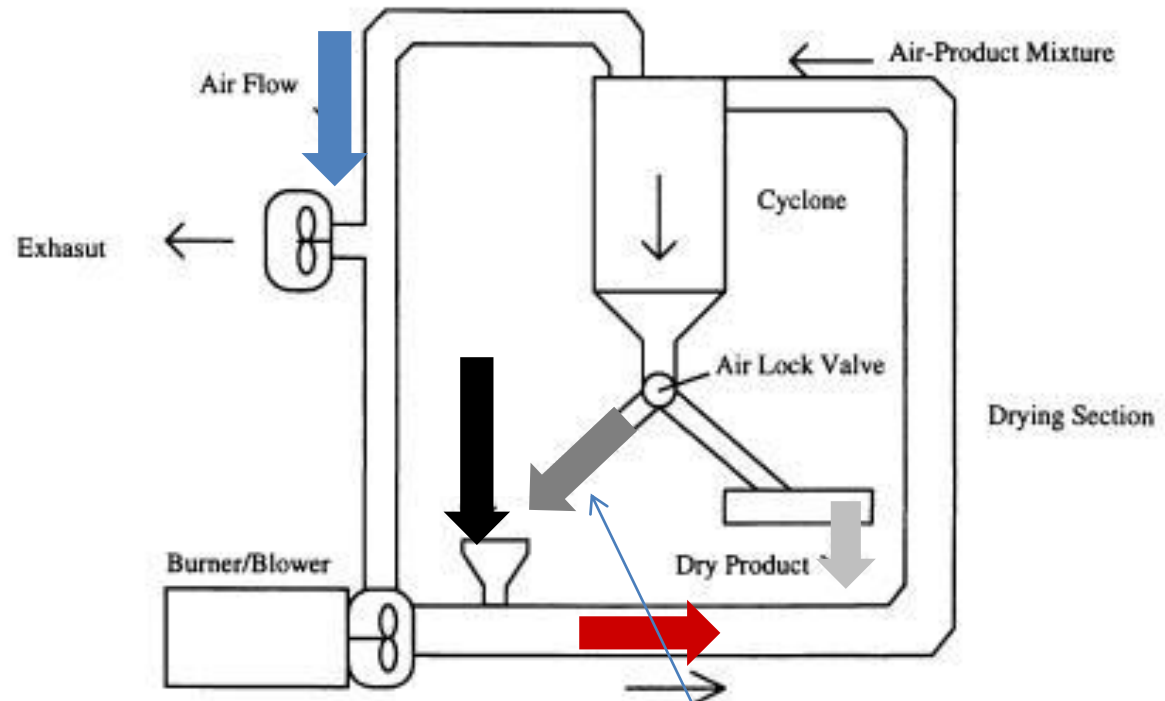 Air-Product Mixture
Air Flow
Cyclone
Exhasut
Air Lock Valve
Drying Section
Burner/Blower
Dry Product